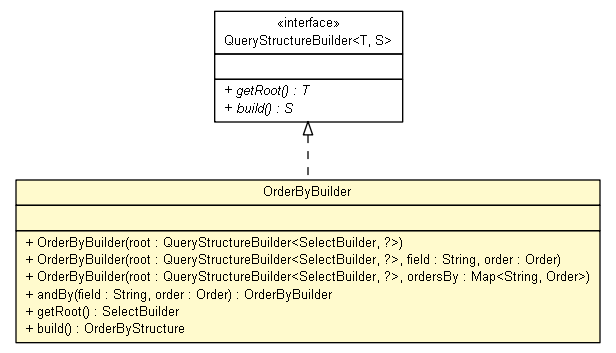 «interface»
QueryStructureBuilder<T, S>
+ getRoot() : T
+ build() : S
OrderByBuilder
+ OrderByBuilder(root : QueryStructureBuilder<SelectBuilder, ?>)
+ OrderByBuilder(root : QueryStructureBuilder<SelectBuilder, ?>, field : String, order : Order)
+ OrderByBuilder(root : QueryStructureBuilder<SelectBuilder, ?>, ordersBy : Map<String, Order>)
+ andBy(field : String, order : Order) : OrderByBuilder
+ getRoot() : SelectBuilder
+ build() : OrderByStructure